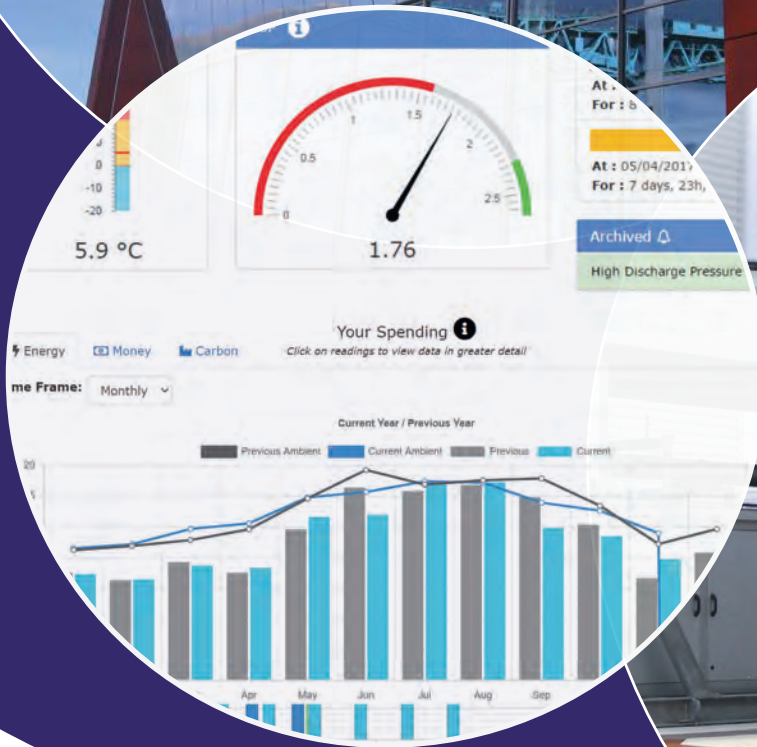 At :
For : 8
At : 05/04/2017
For : 7 days, 23h,
0
-10
-20
5.9 °C
0
0.5
1
1.5
2
2.5
1.76
Archived
High Discharge Pressure
Your Spending
Click on readings to view data in greater detail
Energy
Money
Carbon
me Frame:
Monthly
Current Year / Previous Year
Previous Ambient
Current Ambient
Previous
Current
20
5
Apr
May
Jun
Jul
Aug
Sep